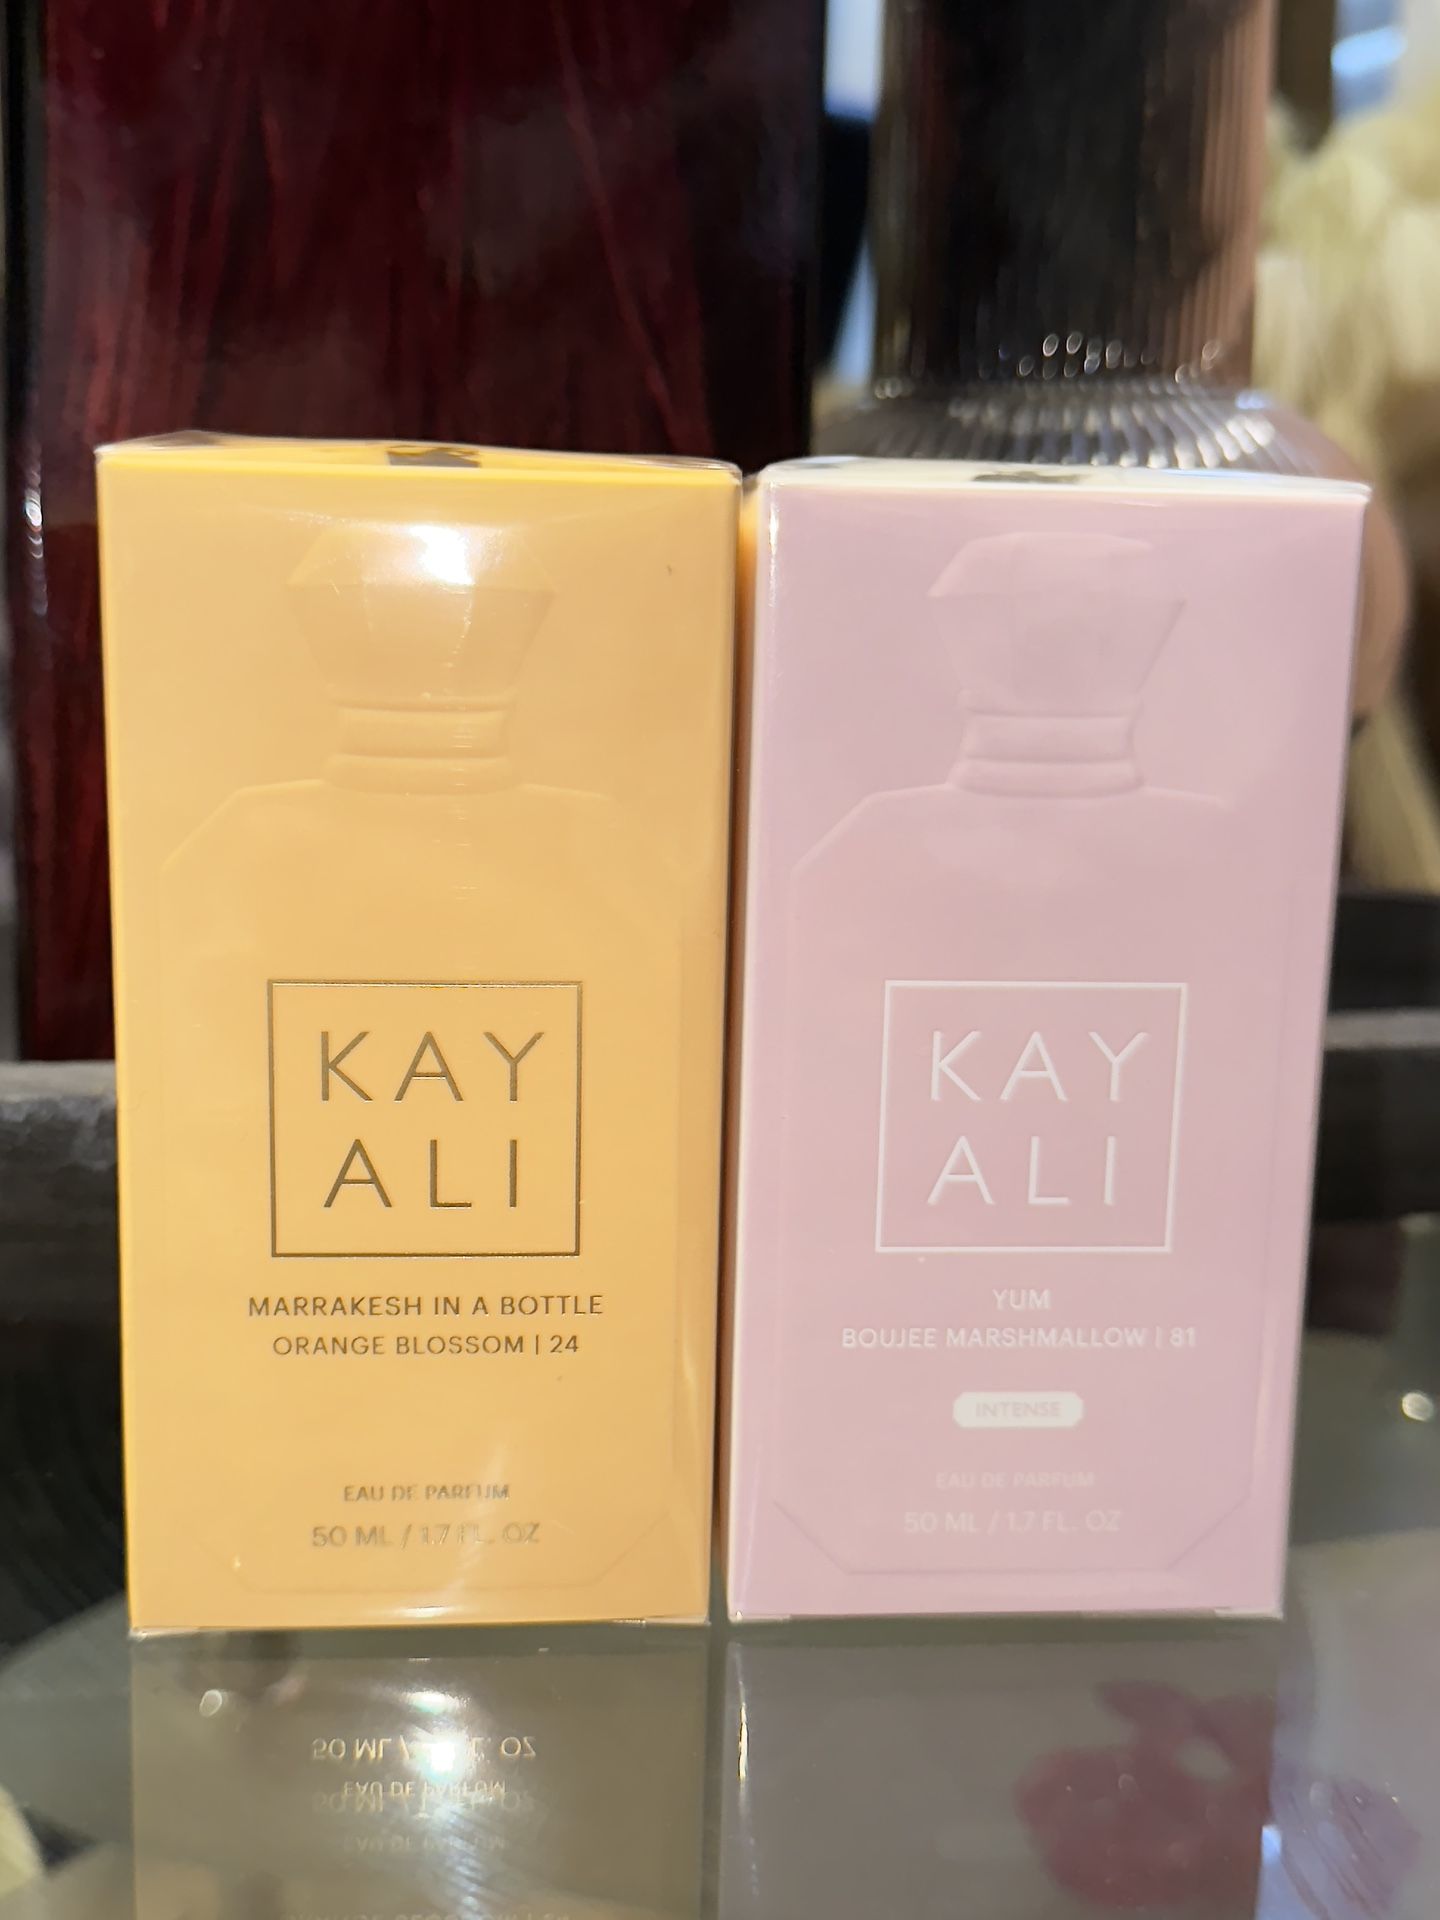 KAY
ALI
MARRAKESH IN A BOTTLE
ORANGE BLOSSOM | 24
EAU DE PARFUM
50 ML / 1.7 FL. OZ
KAY
ALI
YUM
BOUJEE MARSHMALLOW | 81
INTENSE
EAU DE PARFUM
50 ML / 1.7 FL. OZ